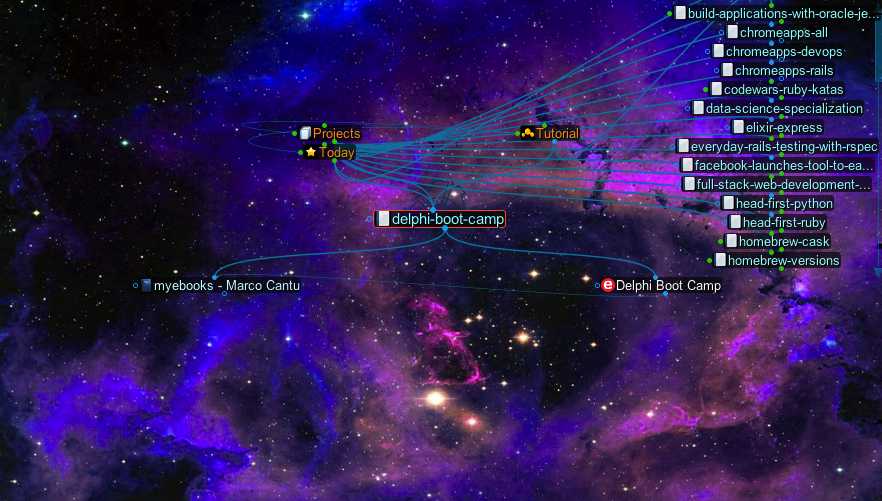 build-applications-with-oracle-je...
chromeapps-all
chromeapps-devops
chromeapps-rails
codewars-ruby-katas
data-science-specialization
elixir-express
everyday-rails-testing-with-rspec
facebook-launches-tool-to-ea...
full-stack-web-development-...
head-first-python
head-first-ruby
homebrew-cask
homebrew-versions
Projects
Tutorial
Today
delphi-boot-camp
myebooks - Marco Cantu
Delphi Boot Camp